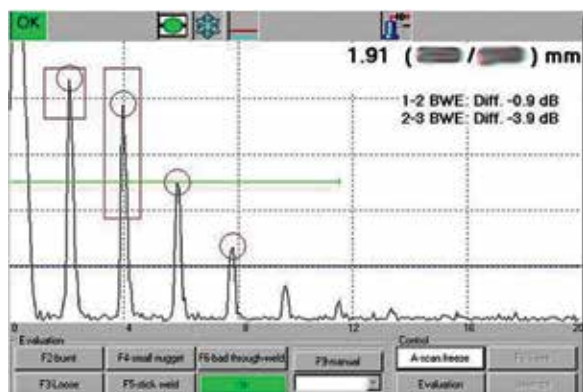 OK
1.91 ( / ) mm
1-2 BWE: Diff. -0.9 dB
2-3 BWE: Diff. -3.9 dB
0 4 8 12 16 20
Evaluation Control
F2-burnt F4-small nugget F6-bad through-weld F9-manual A-scan freeze
F3-Loose F5-stick weld Evaluation